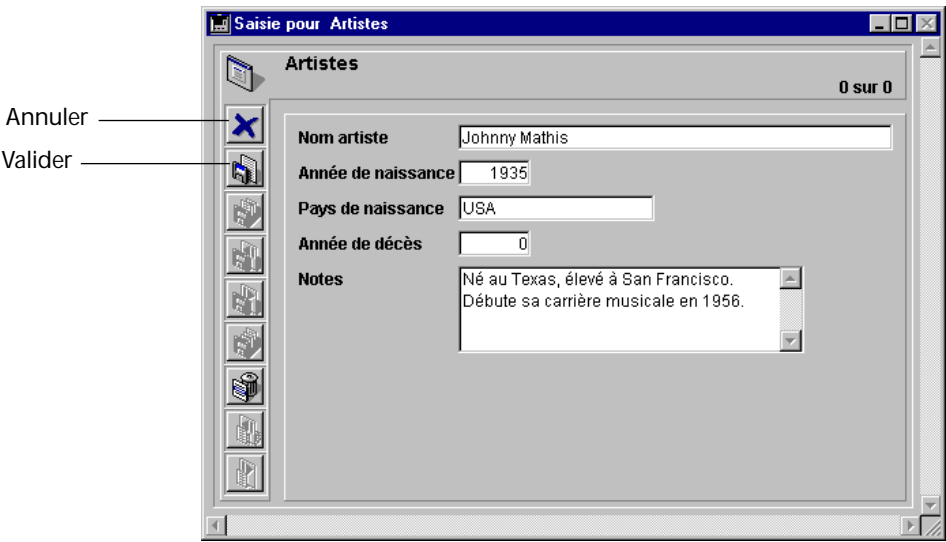 Saisie pour Artistes
Artistes
0 sur 0
Annuler
Valider
Nom artiste Johnny Mathis
Année de naissance 1935
Pays de naissance USA
Année de décès 0
Notes Né au Texas, élevé à San Francisco.
Débute sa carrière musicale en 1956.